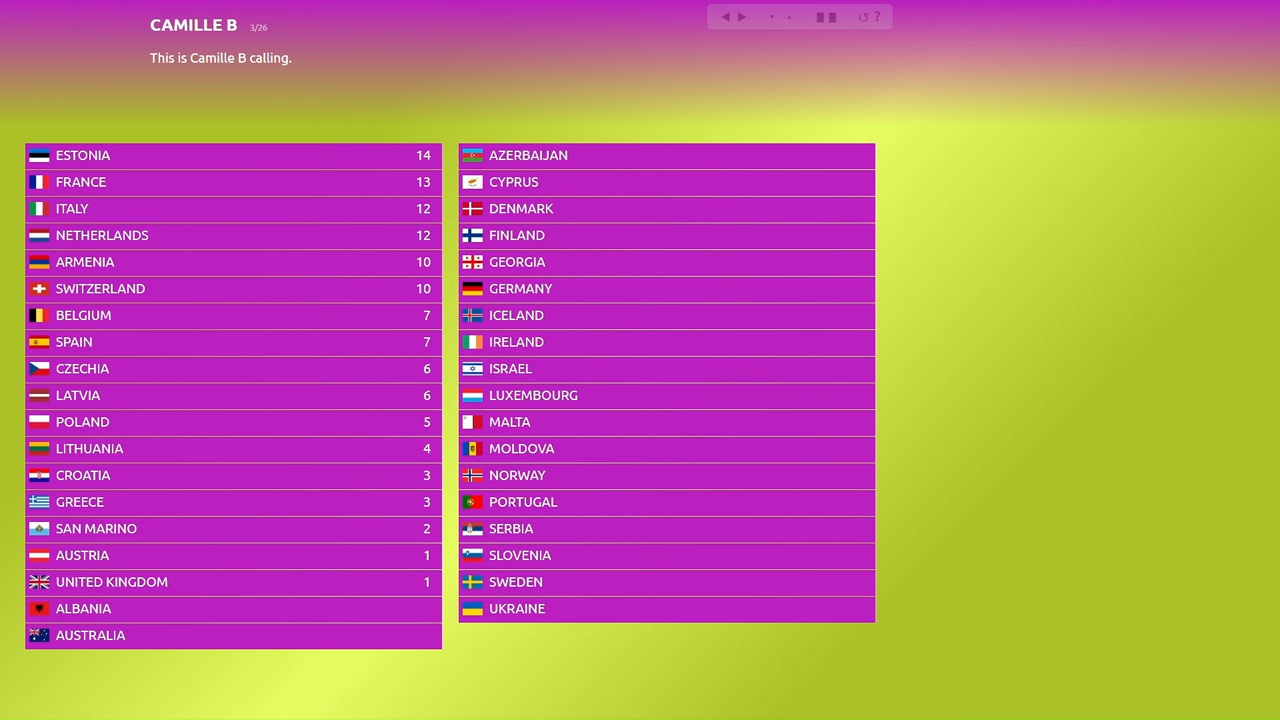 CAMILLE B 3/26
This is Camille B calling.
ESTONIA 14
FRANCE 13
ITALY 12
NETHERLANDS 12
ARMENIA 10
SWITZERLAND 10
BELGIUM 7
SPAIN 7
CZECHIA 6
LATVIA 6
POLAND 5
LITHUANIA 4
CROATIA 3
GREECE 3
SAN MARINO 2
AUSTRIA 1
UNITED KINGDOM 1
ALBANIA
AUSTRALIA
AZERBAIJAN
CYPRUS
DENMARK
FINLAND
GEORGIA
GERMANY
ICELAND
IRELAND
ISRAEL
LUXEMBOURG
MALTA
MOLDOVA
NORWAY
PORTUGAL
SERBIA
SLOVENIA
SWEDEN
UKRAINE